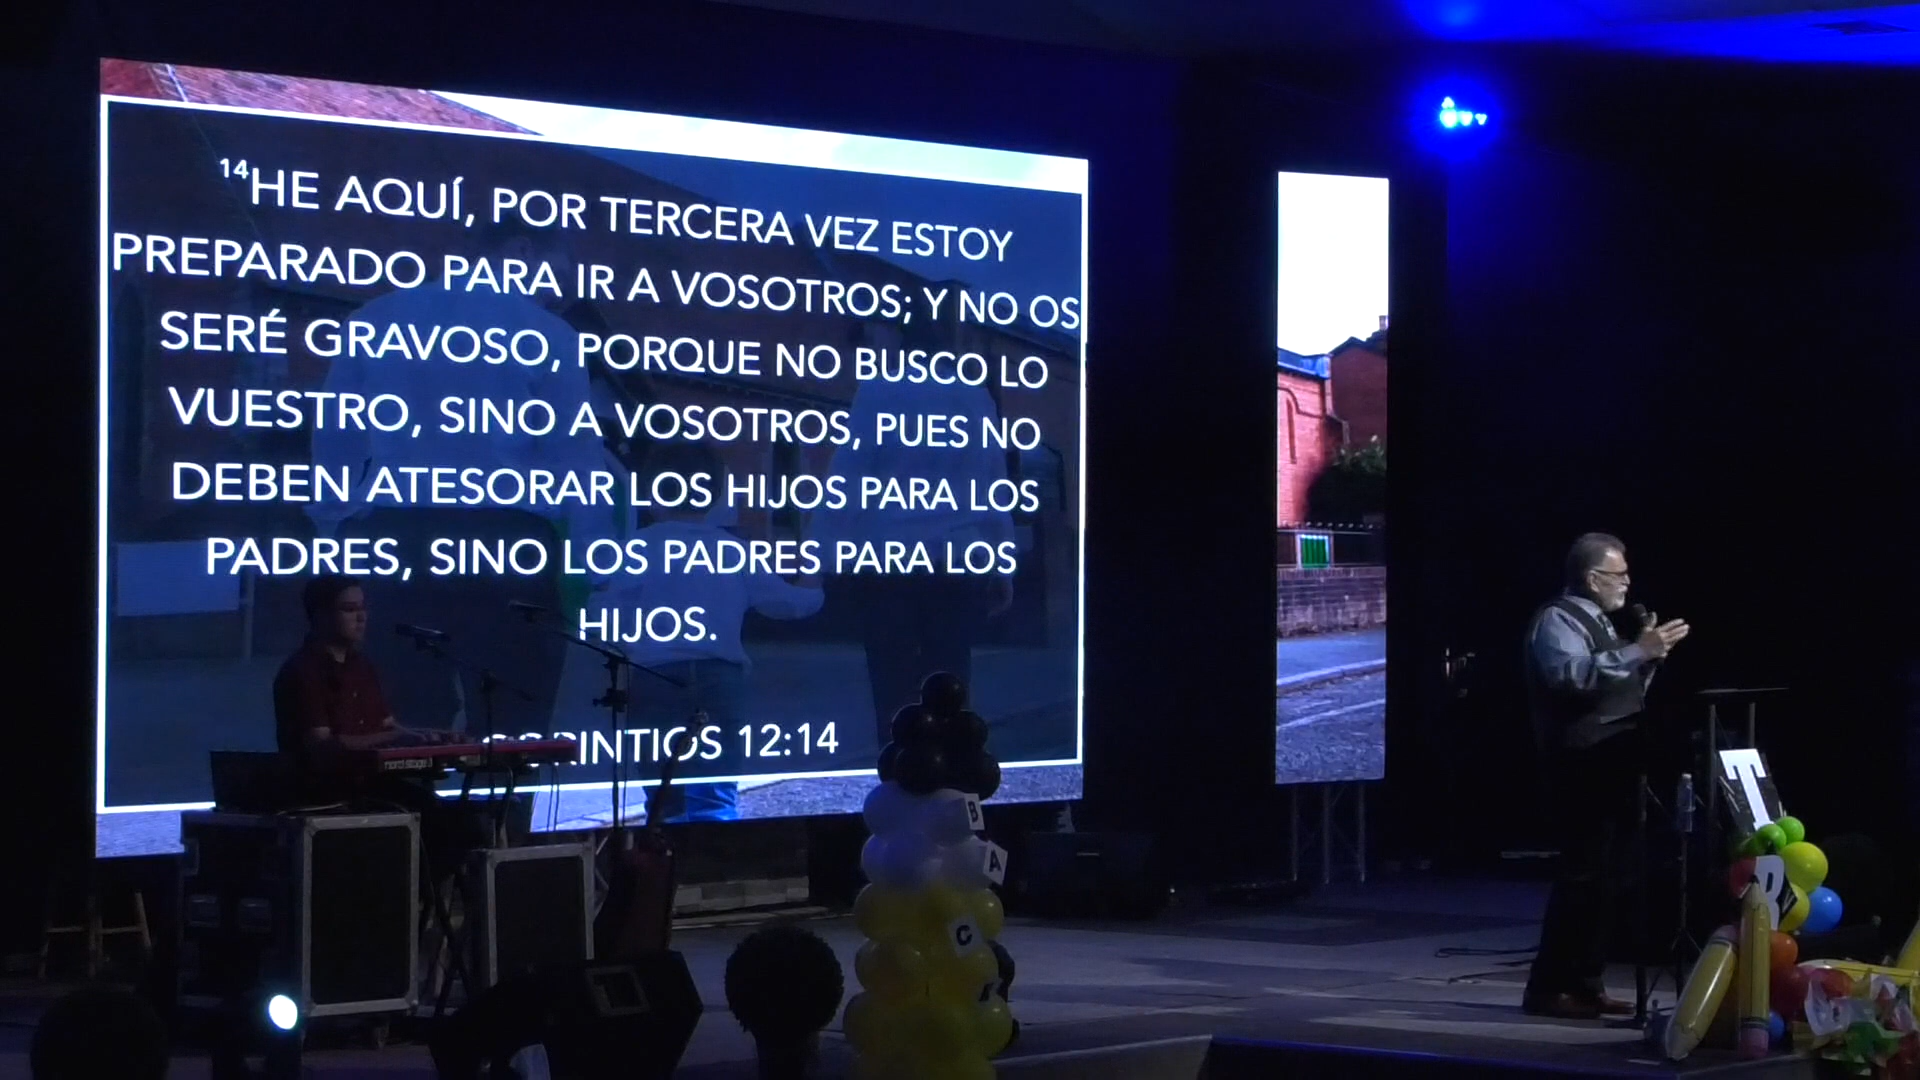 ¹⁴HE AQUÍ, POR TERCERA VEZ ESTOY
PREPARADO PARA IR A VOSOTROS; Y NO OS
SERÉ GRAVOSO, PORQUE NO BUSCO LO
VUESTRO, SINO A VOSOTROS, PUES NO
DEBEN ATESORAR LOS HIJOS PARA LOS
PADRES, SINO LOS PADRES PARA LOS
HIJOS.
CORINTIOS 12:14
B
A
C
T
B